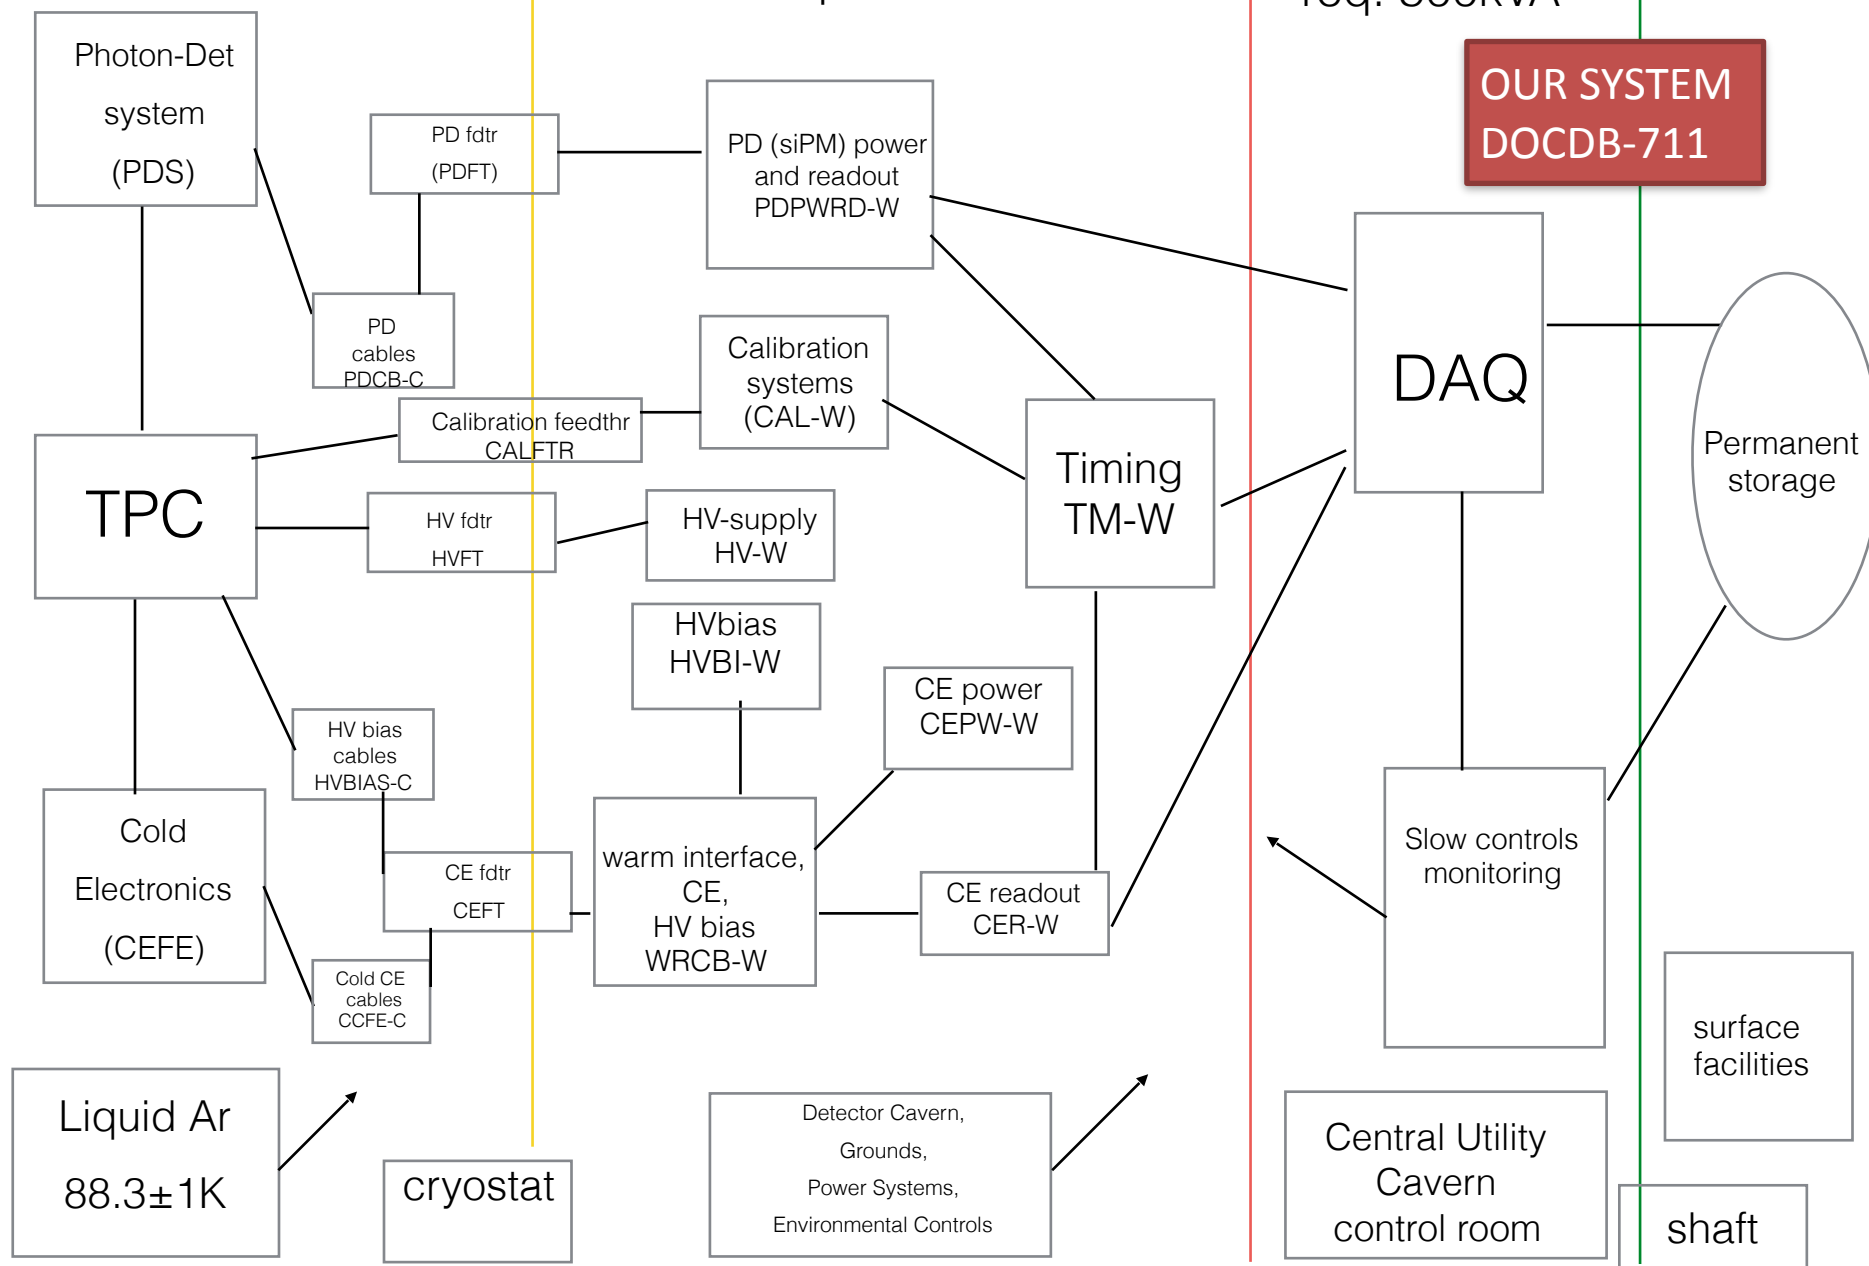 Photon-Det
system
(PDS)
PD fdtr
(PDFT)
PD (siPM) power
and readout
PDPWRD-W
OUR SYSTEM
DOCDB-711
PD
cables
PDCB-C
Calibration
systems
(CAL-W)
DAQ
Calibration feedthr
CALFTR
Permanent
storage
TPC
HV fdtr
HVFT
HV-supply
HV-W
Timing
TM-W
HVbias
HVBI-W
CE power
CEPW-W
HV bias
cables
HVBIAS-C
Cold
Electronics
(CEFE)
CE fdtr
CEFT
warm interface,
CE,
HV bias
WRCB-W
CE readout
CER-W
Slow controls
monitoring
Cold CE
cables
CCFE-C
surface
facilities
Liquid Ar
88.3±1K
cryostat
Detector Cavern,
Grounds,
Power Systems,
Environmental Controls
Central Utility
Cavern
control room
shaft